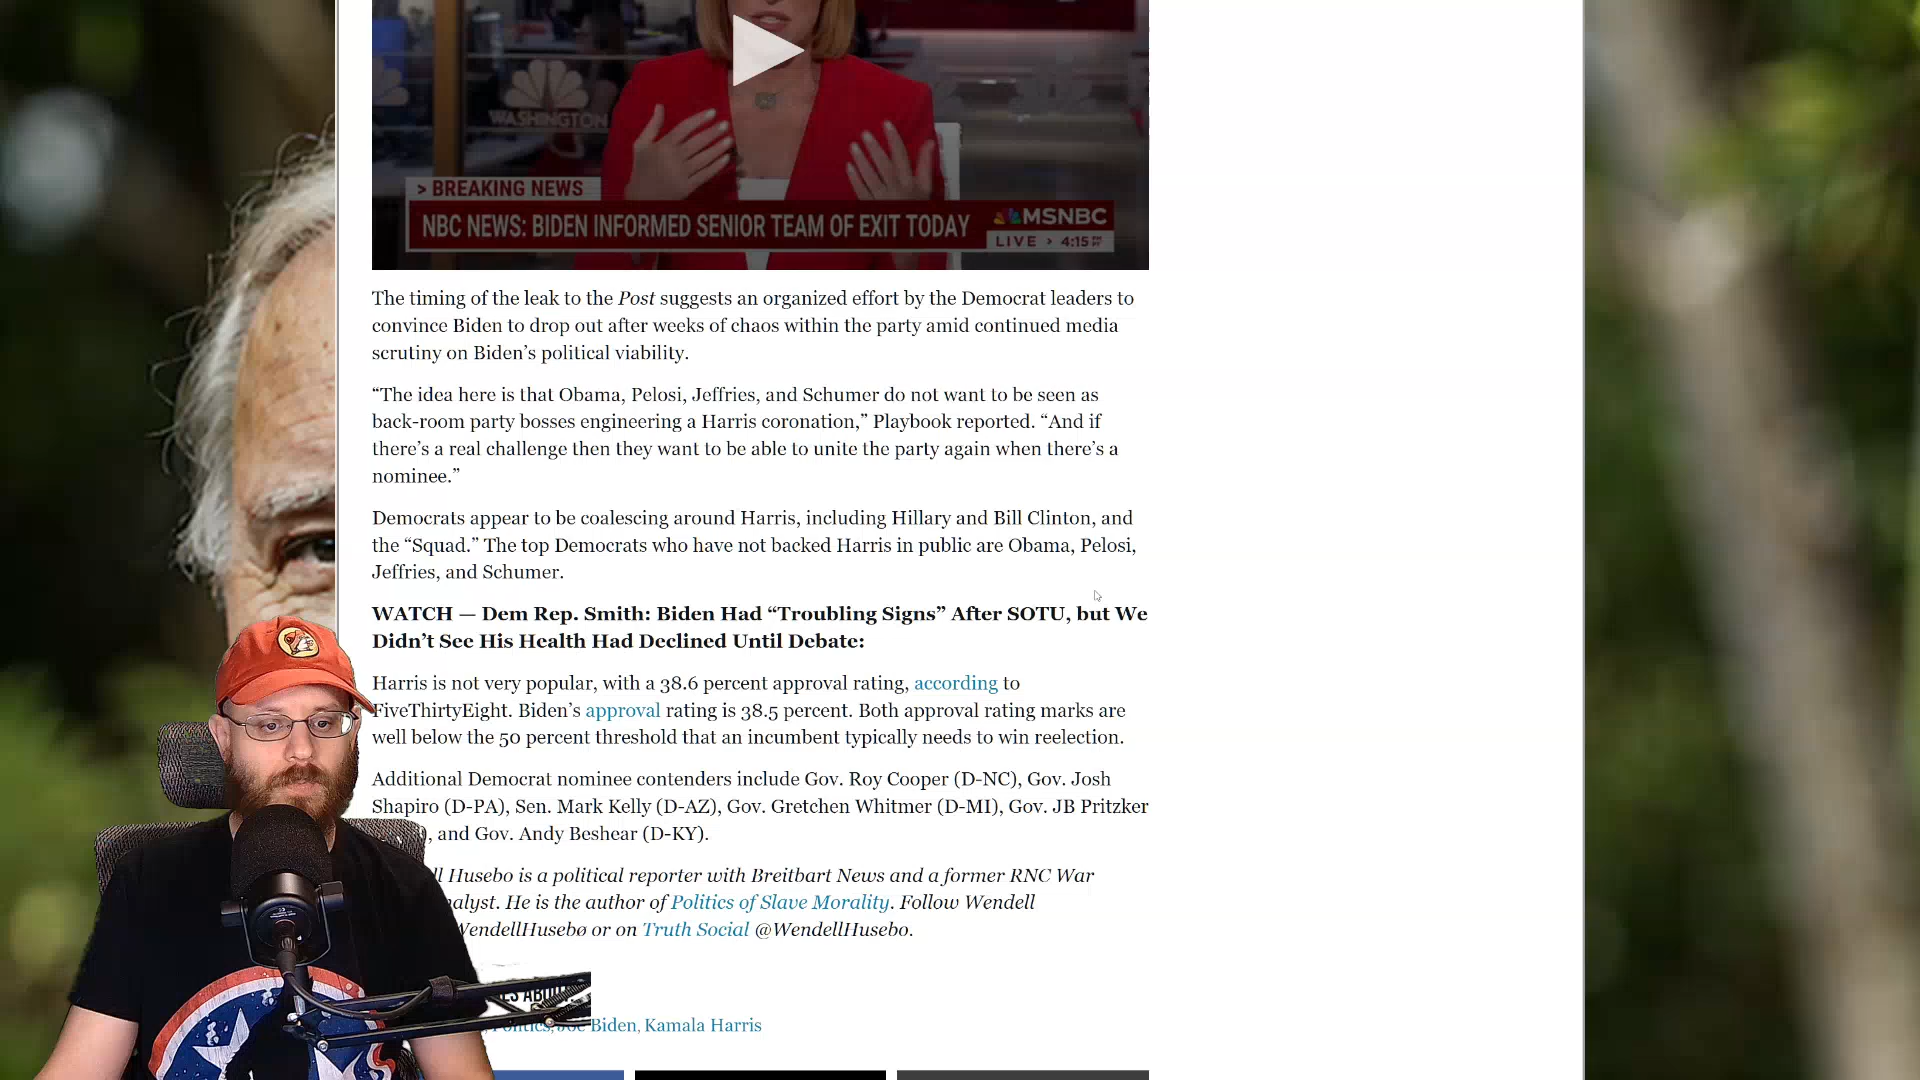 WASHINGTON
> BREAKING NEWS
NBC NEWS: BIDEN INFORMED SENIOR TEAM OF EXIT TODAY
MSNBC
LIVE > 4:15 PM PT
The timing of the leak to the Post suggests an organized effort by the Democrat leaders to
convince Biden to drop out after weeks of chaos within the party amid continued media
scrutiny on Biden’s political viability.
“The idea here is that Obama, Pelosi, Jeffries, and Schumer do not want to be seen as
back-room party bosses engineering a Harris coronation,” Playbook reported. “And if
there’s a real challenge then they want to be able to unite the party again when there’s a
nominee.”
Democrats appear to be coalescing around Harris, including Hillary and Bill Clinton, and
the “Squad.” The top Democrats who have not backed Harris in public are Obama, Pelosi,
Jeffries, and Schumer.
WATCH — Dem Rep. Smith: Biden Had “Troubling Signs” After SOTU, but We
Didn’t See His Health Had Declined Until Debate:
Harris is not very popular, with a 38.6 percent approval rating, according to
FiveThirtyEight. Biden’s approval rating is 38.5 percent. Both approval rating marks are
well below the 50 percent threshold that an incumbent typically needs to win reelection.
Additional Democrat nominee contenders include Gov. Roy Cooper (D-NC), Gov. Josh
Shapiro (D-PA), Sen. Mark Kelly (D-AZ), Gov. Gretchen Whitmer (D-MI), Gov. JB Pritzker
, and Gov. Andy Beshear (D-KY).
Husebo is a political reporter with Breitbart News and a former RNC War
He is the author of Politics of Slave Morality. Follow Wendell
WendellHusebø or on Truth Social @WendellHusebo.
Politics, Joe Biden, Kamala Harris